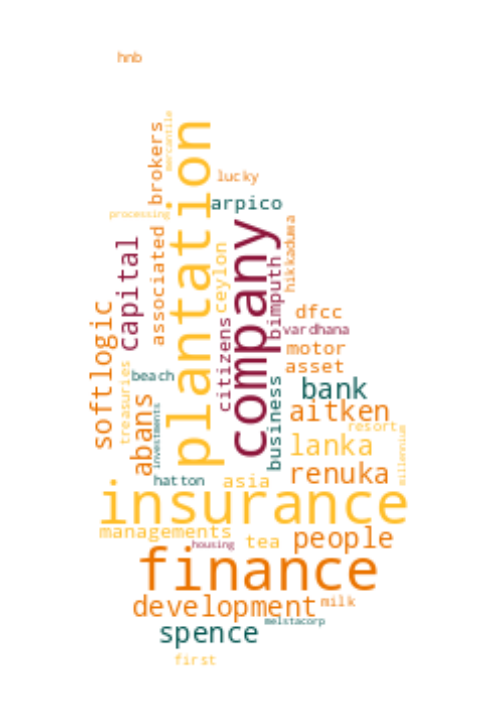 hnb
mercantile
brokers
plantation
lucky
arpico
processing
hikkaduwa
company
associated
capital
ceylon
bimputh
softlogic
dfcc
citizens
vardhana
motor
asset
treasuries
beach
business
bank
abans
investments
aitken
resort
millennium
lanka
renuka
hatton
asia
insurance
managements
people
tea
housing
finance
development
milk
melstacorp
spence
first